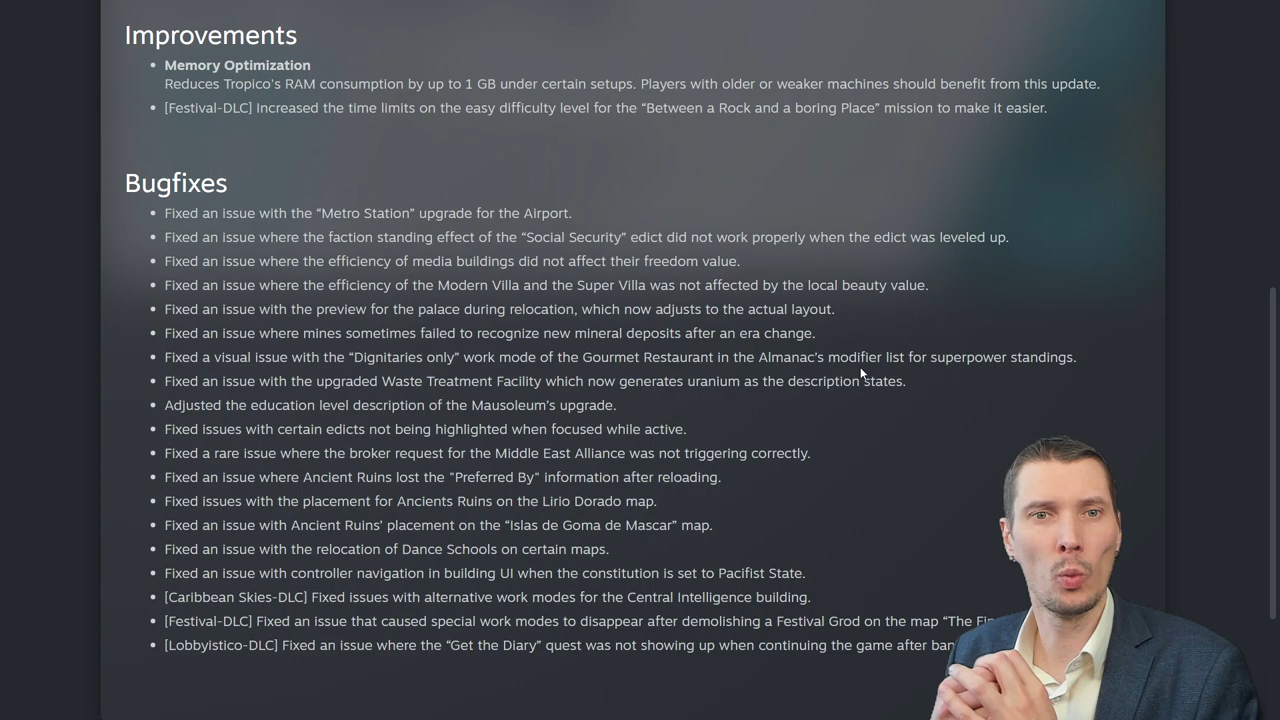 Improvements
• Memory Optimization
Reduces Tropico's RAM consumption by up to 1 GB under certain setups. Players with older or weaker machines should benefit from this update.
• [Festival-DLC] Increased the time limits on the easy difficulty level for the “Between a Rock and a boring Place” mission to make it easier.
Bugfixes
• Fixed an issue with the “Metro Station” upgrade for the Airport.
• Fixed an issue where the faction standing effect of the “Social Security” edict did not work properly when the edict was leveled up.
• Fixed an issue where the efficiency of media buildings did not affect their freedom value.
• Fixed an issue where the efficiency of the Modern Villa and the Super Villa was not affected by the local beauty value.
• Fixed an issue with the preview for the palace during relocation, which now adjusts to the actual layout.
• Fixed an issue where mines sometimes failed to recognize new mineral deposits after an era change.
• Fixed a visual issue with the “Dignitaries only” work mode of the Gourmet Restaurant in the Almanac’s modifier list for superpower standings.
• Fixed an issue with the upgraded Waste Treatment Facility which now generates uranium as the description states.
• Adjusted the education level description of the Mausoleum’s upgrade.
• Fixed issues with certain edicts not being highlighted when focused while active.
• Fixed a rare issue where the broker request for the Middle East Alliance was not triggering correctly.
• Fixed an issue where Ancient Ruins lost the "Preferred By" information after reloading.
• Fixed issues with the placement for Ancients Ruins on the Lirio Dorado map.
• Fixed an issue with Ancient Ruins’ placement on the “Islas de Goma de Mascar” map.
• Fixed an issue with the relocation of Dance Schools on certain maps.
• Fixed an issue with controller navigation in building UI when the constitution is set to Pacifist State.
• [Caribbean Skies-DLC] Fixed issues with alternative work modes for the Central Intelligence building.
• [Festival-DLC] Fixed an issue that caused special work modes to disappear after demolishing a Festival Grod on the map “The
• [Lobbyistico-DLC] Fixed an issue where the “Get the Diary” quest was not showing up when continuing the game after